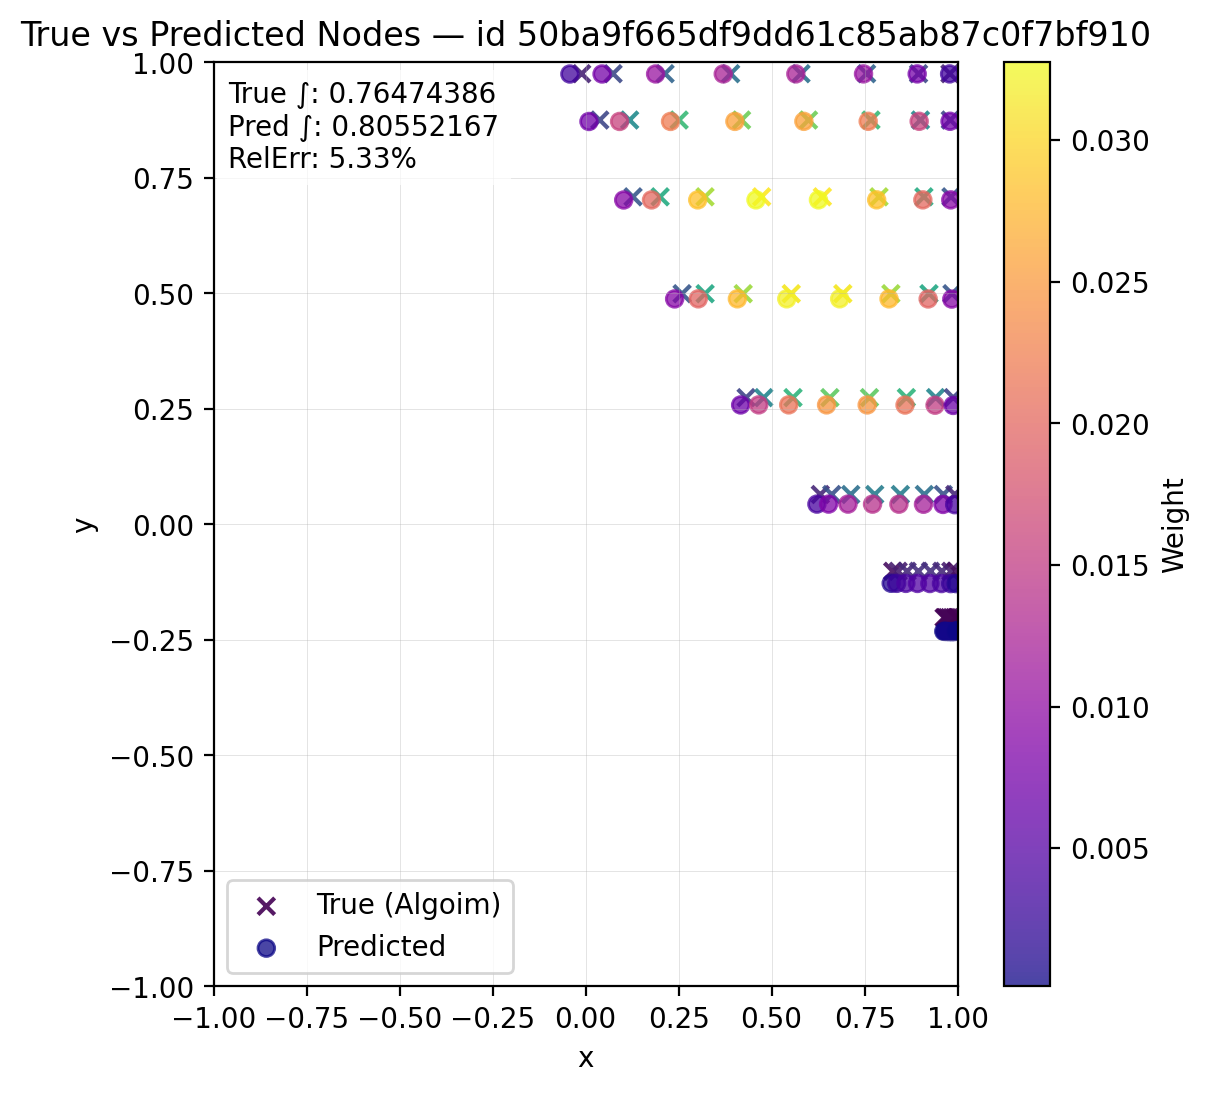 True vs Predicted Nodes — id 50ba9f665df9dd61c85ab87c0f7bf910
True ∫: 0.76474386
Pred ∫: 0.80552167
RelErr: 5.33%
1.00
0.75
0.50
0.25
0.00
−0.25
−0.50
−0.75
−1.00
y
True (Algoim)
Predicted
−1.00 −0.75 −0.50 −0.25 0.00 0.25 0.50 0.75 1.00
x
0.030
0.025
0.020
0.015
0.010
0.005
Weight